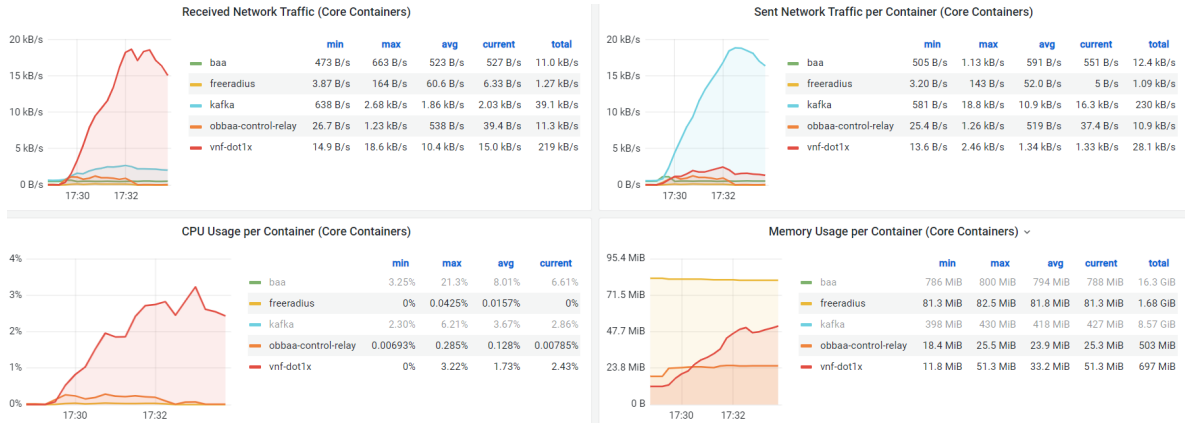 Received Network Traffic (Core Containers)
20 kB/s
15 kB/s
10 kB/s
5 kB/s
0 B/s
17:30 17:32
min max avg current total
baa 473 B/s 663 B/s 523 B/s 527 B/s 11.0 kB/s
freeradius 3.87 B/s 164 B/s 60.6 B/s 6.33 B/s 1.27 kB/s
kafka 638 B/s 2.68 kB/s 1.86 kB/s 2.03 kB/s 39.1 kB/s
obbaa-control-relay 26.7 B/s 1.23 kB/s 538 B/s 39.4 B/s 11.3 kB/s
vnf-dot1x 14.9 B/s 18.6 kB/s 10.4 kB/s 15.0 kB/s 219 kB/s
Sent Network Traffic per Container (Core Containers)
20 kB/s
15 kB/s
10 kB/s
5 kB/s
0 B/s
17:30 17:32
min max avg current total
baa 505 B/s 1.13 kB/s 591 B/s 551 B/s 12.4 kB/s
freeradius 3.20 B/s 143 B/s 52.0 B/s 5 B/s 1.09 kB/s
kafka 581 B/s 18.8 kB/s 10.9 kB/s 16.3 kB/s 230 kB/s
obbaa-control-relay 25.4 B/s 1.26 kB/s 519 B/s 37.4 B/s 10.9 kB/s
vnf-dot1x 13.6 B/s 2.46 kB/s 1.34 kB/s 1.33 kB/s 28.1 kB/s
CPU Usage per Container (Core Containers)
4%
3%
2%
1%
0%
17:30 17:32
min max avg current
baa 3.25% 21.3% 8.01% 6.61%
freeradius 0% 0.0425% 0.0157% 0%
kafka 2.30% 6.21% 3.67% 2.86%
obbaa-control-relay 0.00693% 0.285% 0.128% 0.00785%
vnf-dot1x 0% 3.22% 1.73% 2.43%
Memory Usage per Container (Core Containers)
95.4 MiB
71.5 MiB
47.7 MiB
23.8 MiB
0 B
17:30 17:32
min max avg current total
baa 786 MiB 800 MiB 794 MiB 788 MiB 16.3 GiB
freeradius 81.3 MiB 82.5 MiB 81.8 MiB 81.3 MiB 1.68 GiB
kafka 398 MiB 430 MiB 418 MiB 427 MiB 8.57 GiB
obbaa-control-relay 18.4 MiB 25.5 MiB 23.9 MiB 25.3 MiB 503 MiB
vnf-dot1x 11.8 MiB 51.3 MiB 33.2 MiB 51.3 MiB 697 MiB